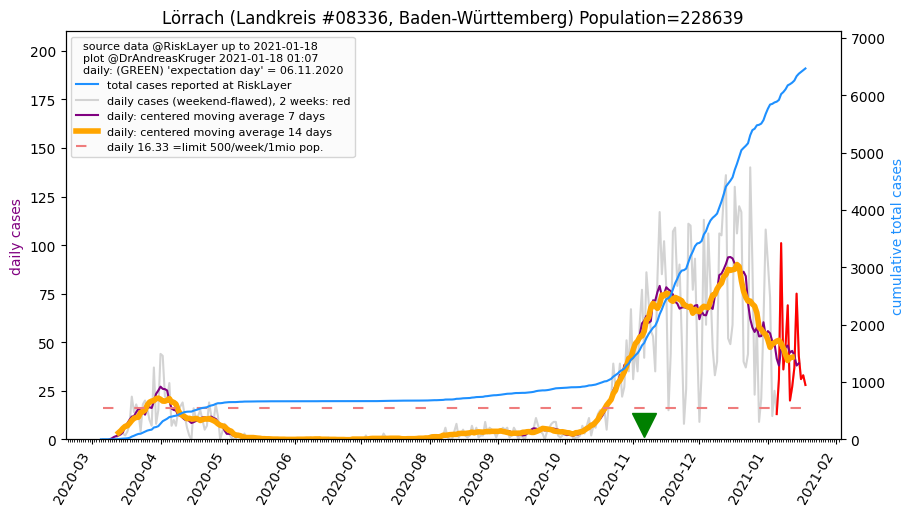 Lörrach (Landkreis #08336, Baden-Württemberg) Population=228639
source data @RiskLayer up to 2021-01-18
plot @DrAndreasKruger 2021-01-18 01:07
daily: (GREEN) 'expectation day' = 06.11.2020
total cases reported at RiskLayer
daily cases (weekend-flawed), 2 weeks: red
daily: centered moving average 7 days
daily: centered moving average 14 days
daily 16.33 =limit 500/week/1mio pop.
daily cases
200
175
150
125
100
75
50
25
0
7000
6000
5000
4000
3000
2000
1000
0
cumulative total cases
2020-03
2020-04
2020-05
2020-06
2020-07
2020-08
2020-09
2020-10
2020-11
2020-12
2021-01
2021-02